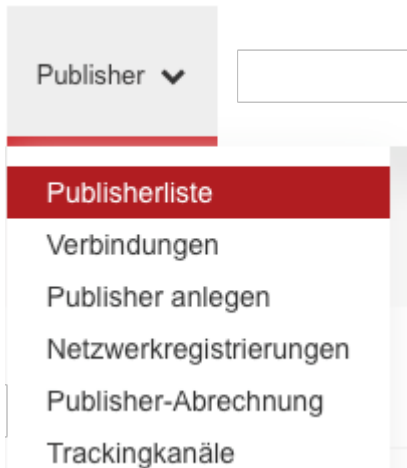 Publisher
Publisherliste
Verbindungen
Publisher anlegen
Netzwerkregistrierungen
Publisher-Abrechnung
Trackingkanäle